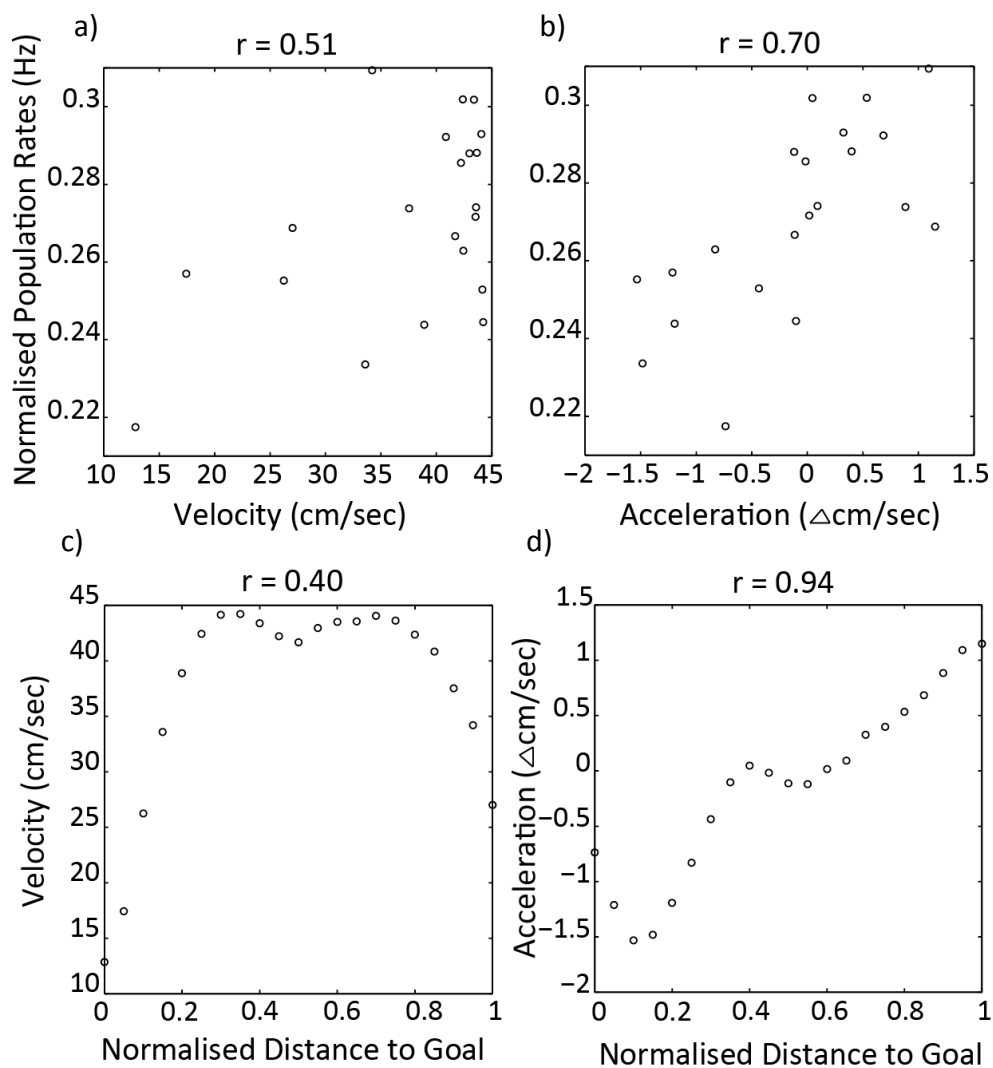 a)
r = 0.51
Normalised Population Rates (Hz)
0.3
0.28
0.26
0.24
0.22
10 15 20 25 30 35 40 45
Velocity (cm/sec)
b)
r = 0.70
0.3
0.28
0.26
0.24
0.22
−2 −1.5 −1 −0.5 0 0.5 1 1.5
Acceleration (△cm/sec)
c)
r = 0.40
Velocity (cm/sec)
45
40
35
30
25
20
15
10
0 0.2 0.4 0.6 0.8 1
Normalised Distance to Goal
d)
r = 0.94
Acceleration (△cm/sec)
1.5
1
0.5
0
−0.5
−1
−1.5
−2
0 0.2 0.4 0.6 0.8 1
Normalised Distance to Goal